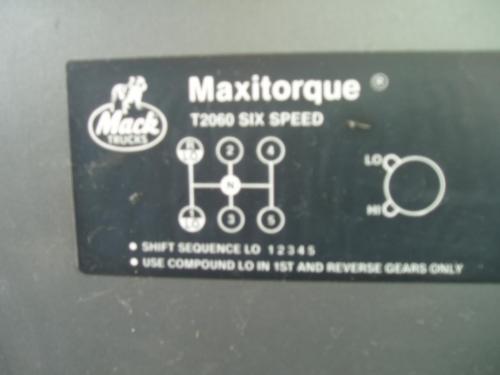 Maxitorque ®
Mack
TRUCKS
T2060 SIX SPEED
R 2 4
LO
N
LO
HI
1 3 5
LO
• SHIFT SEQUENCE LO 1 2 3 4 5
• USE COMPOUND LO IN 1ST AND REVERSE GEARS ONLY